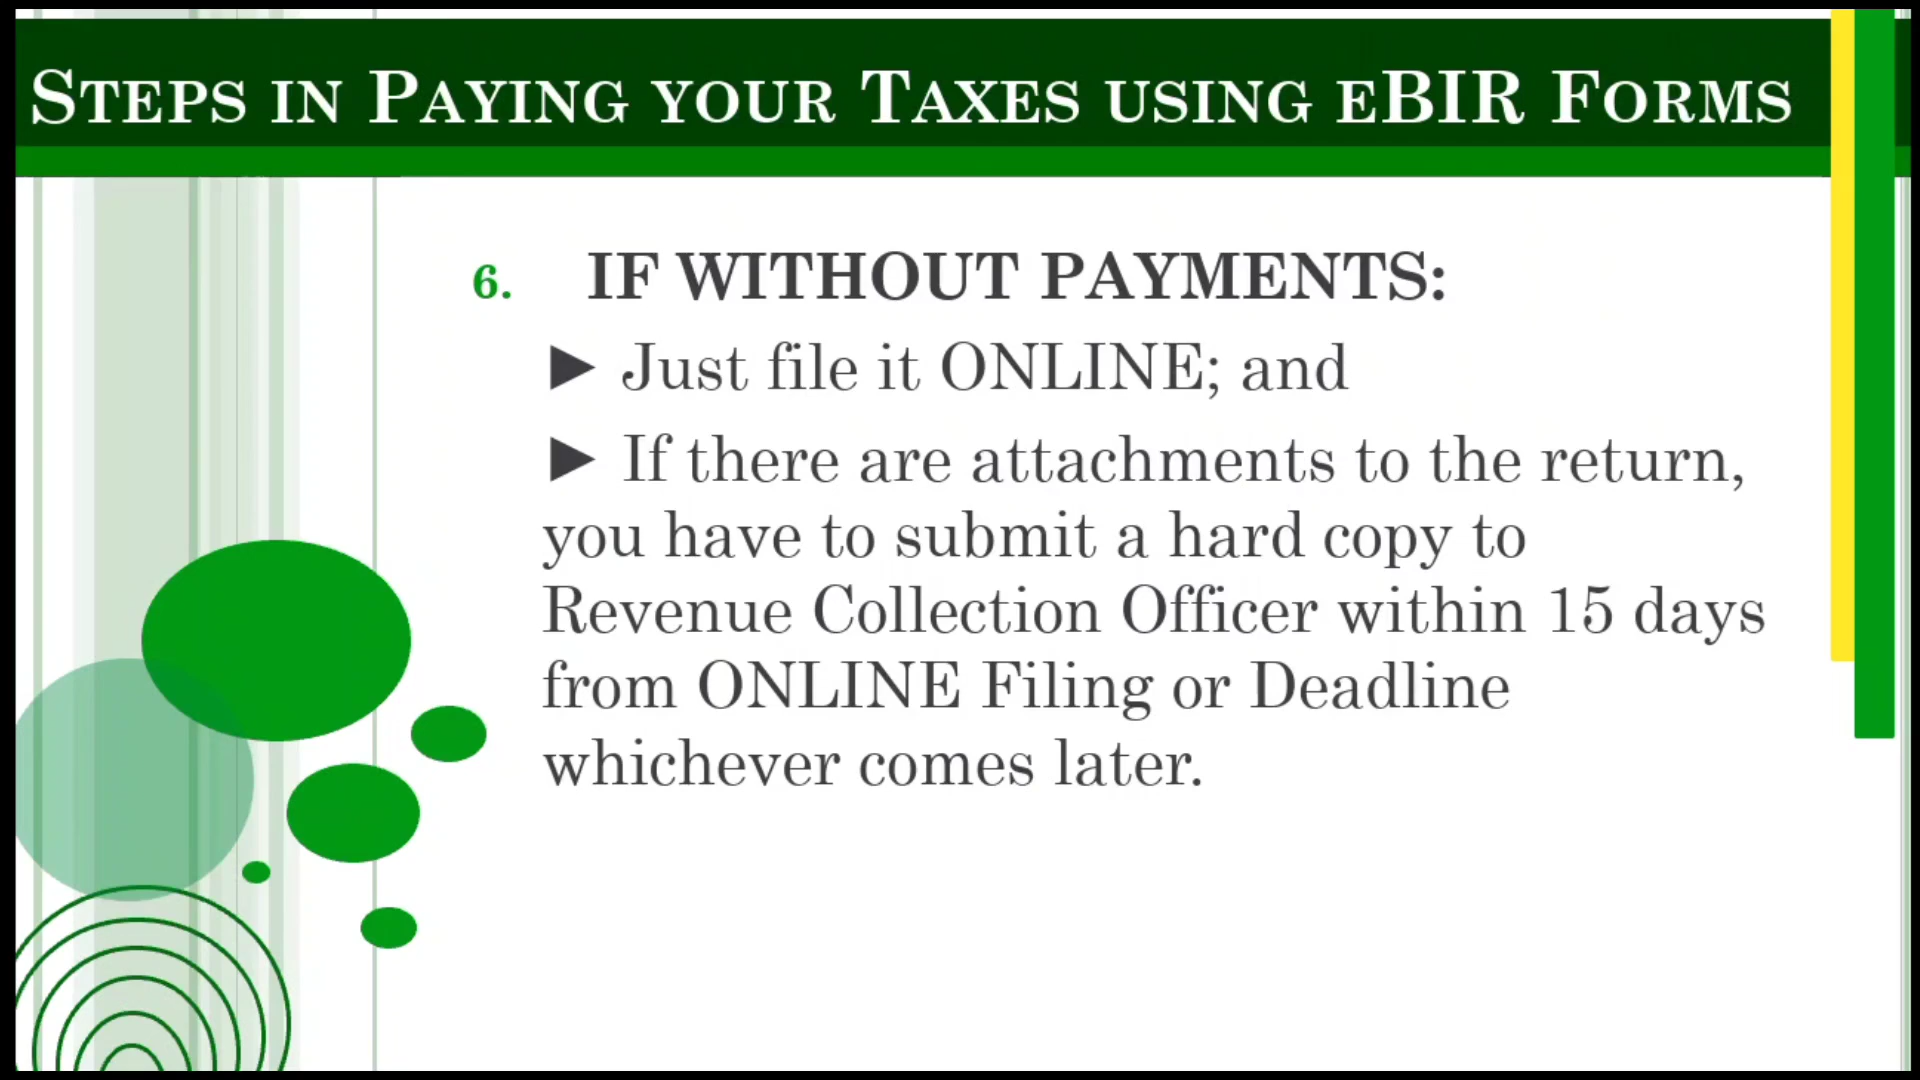 Steps in Paying your Taxes using eBIR Forms
6. IF WITHOUT PAYMENTS:
► Just file it ONLINE; and
► If there are attachments to the return,
you have to submit a hard copy to
Revenue Collection Officer within 15 days
from ONLINE Filing or Deadline
whichever comes later.